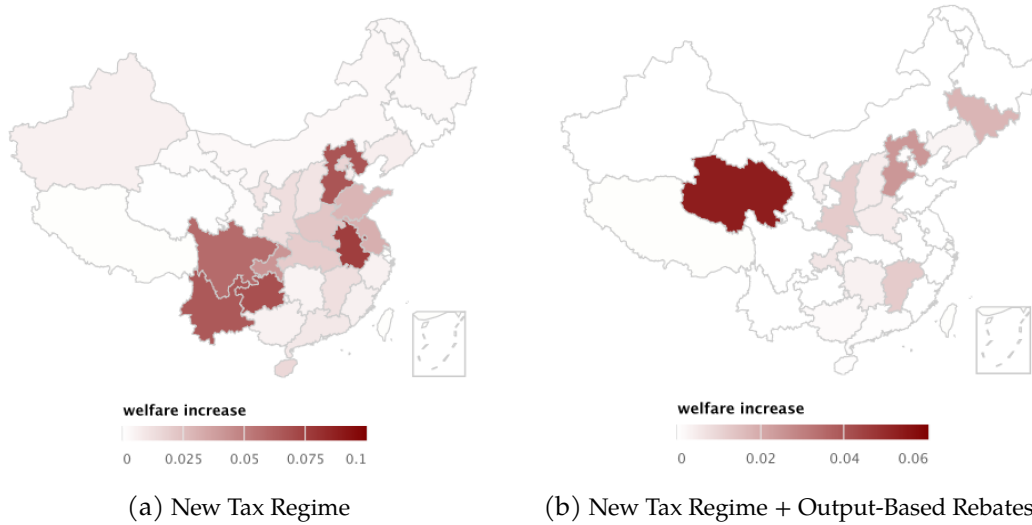 welfare increase
0 0.025 0.05 0.075 0.1
(a) New Tax Regime
welfare increase
0 0.02 0.04 0.06
(b) New Tax Regime + Output-Based Rebates